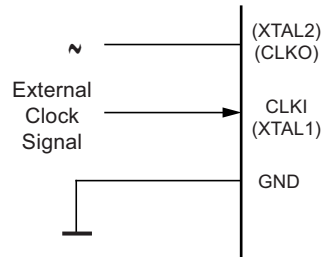 (XTAL2)
(CLKO)
~
External
Clock
Signal
CLKI
(XTAL1)
GND